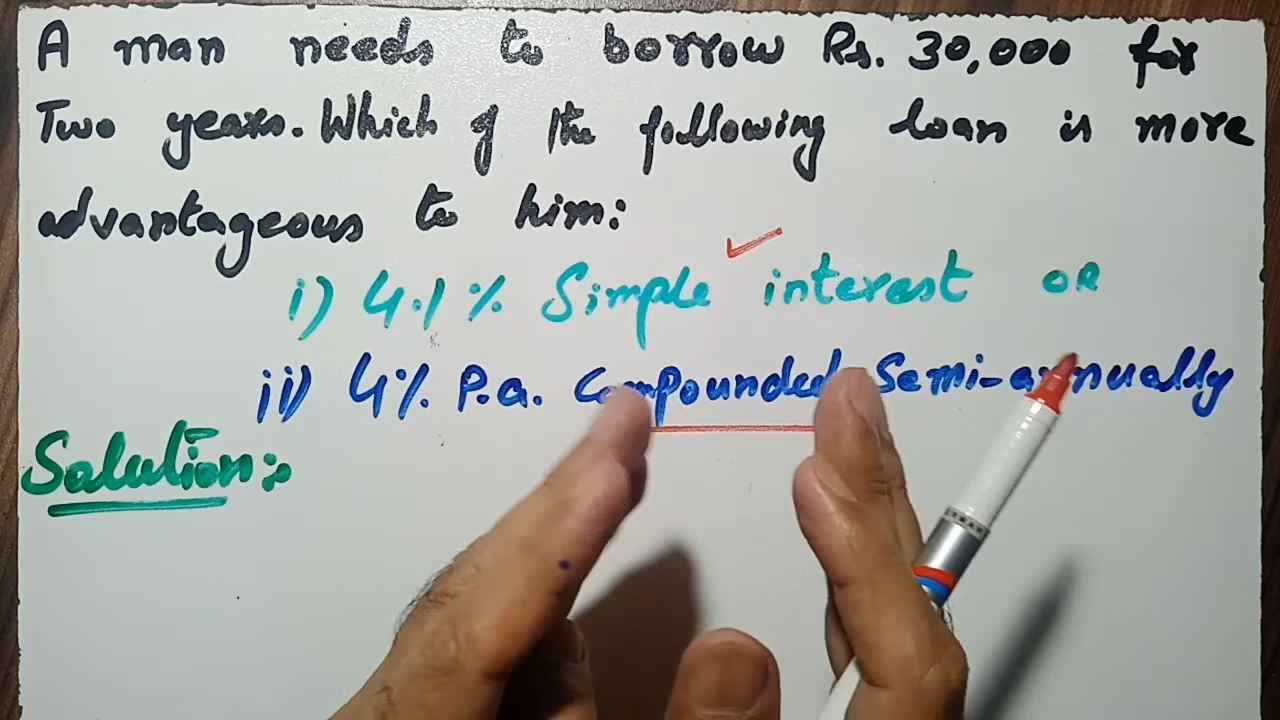 A man needs to borrow Rs. 30,000 for
Two years. Which of the following loan is more
advantageous to him:
i) 4.1% Simple interest OR
ii) 4% P.a. Compounded Semi-annually
Solution: